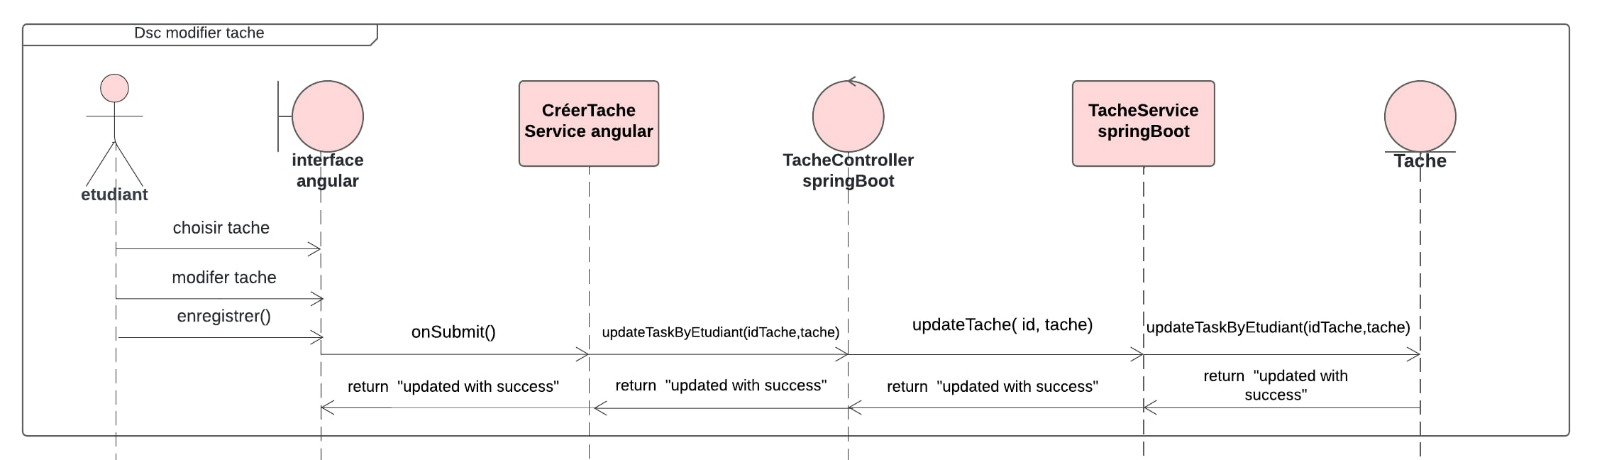 Dsc modifier tache
etudiant
interface
angular
CréerTache
Service angular
TacheController
springBoot
TacheService
springBoot
Tache
choisir tache
modifer tache
enregistrer()
onSubmit()
updateTaskByEtudiant(idTache,tache)
updateTache( id, tache)
updateTaskByEtudiant(idTache,tache)
return  "updated with success"
return  "updated with success"
return  "updated with success"
return  "updated with
success"